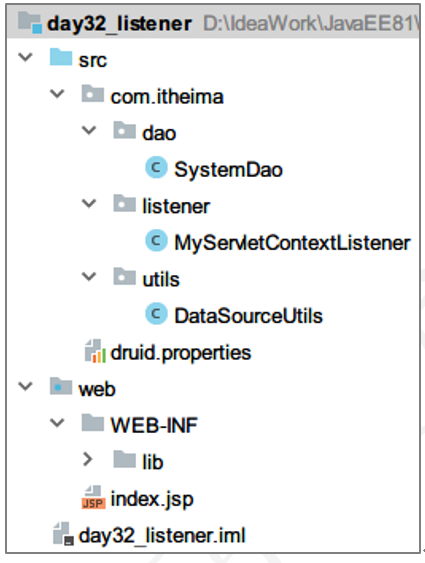 day32_listener D:\IdeaWork\JavaEE81\
src
com.itheima
dao
C SystemDao
listener
C MyServletContextListener
utils
C DataSourceUtils
druid.properties
web
WEB-INF
lib
JSP index.jsp
day32_listener.iml